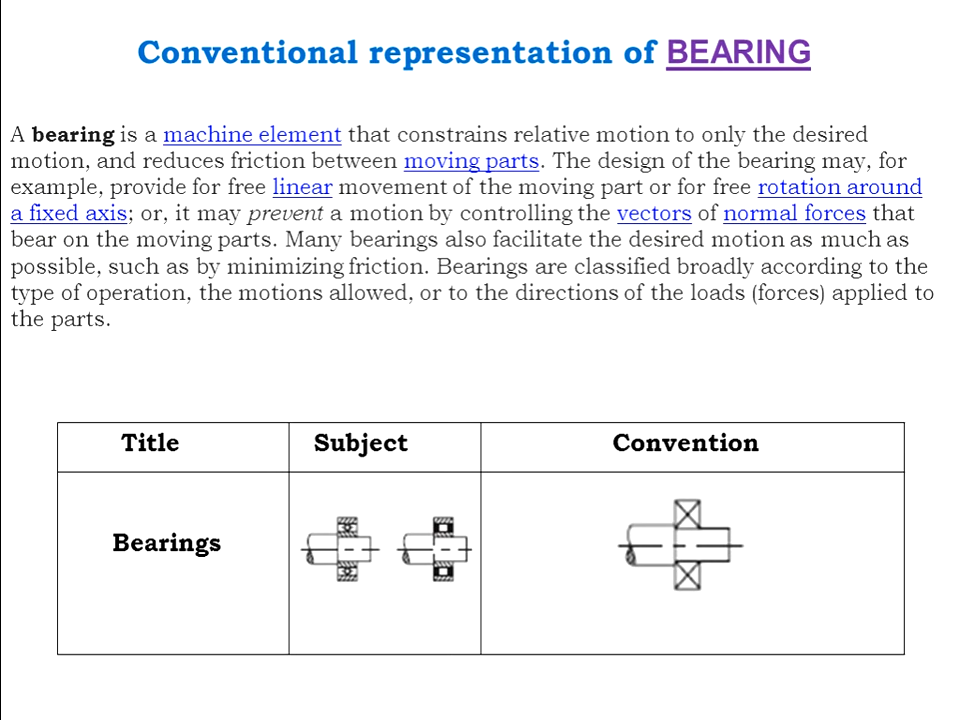 Conventional representation of BEARING
A bearing is a machine element that constrains relative motion to only the desired
motion, and reduces friction between moving parts. The design of the bearing may, for
example, provide for free linear movement of the moving part or for free rotation around
a fixed axis; or, it may prevent a motion by controlling the vectors of normal forces that
bear on the moving parts. Many bearings also facilitate the desired motion as much as
possible, such as by minimizing friction. Bearings are classified broadly according to the
type of operation, the motions allowed, or to the directions of the loads (forces) applied to
the parts.
Title Subject Convention
Bearings